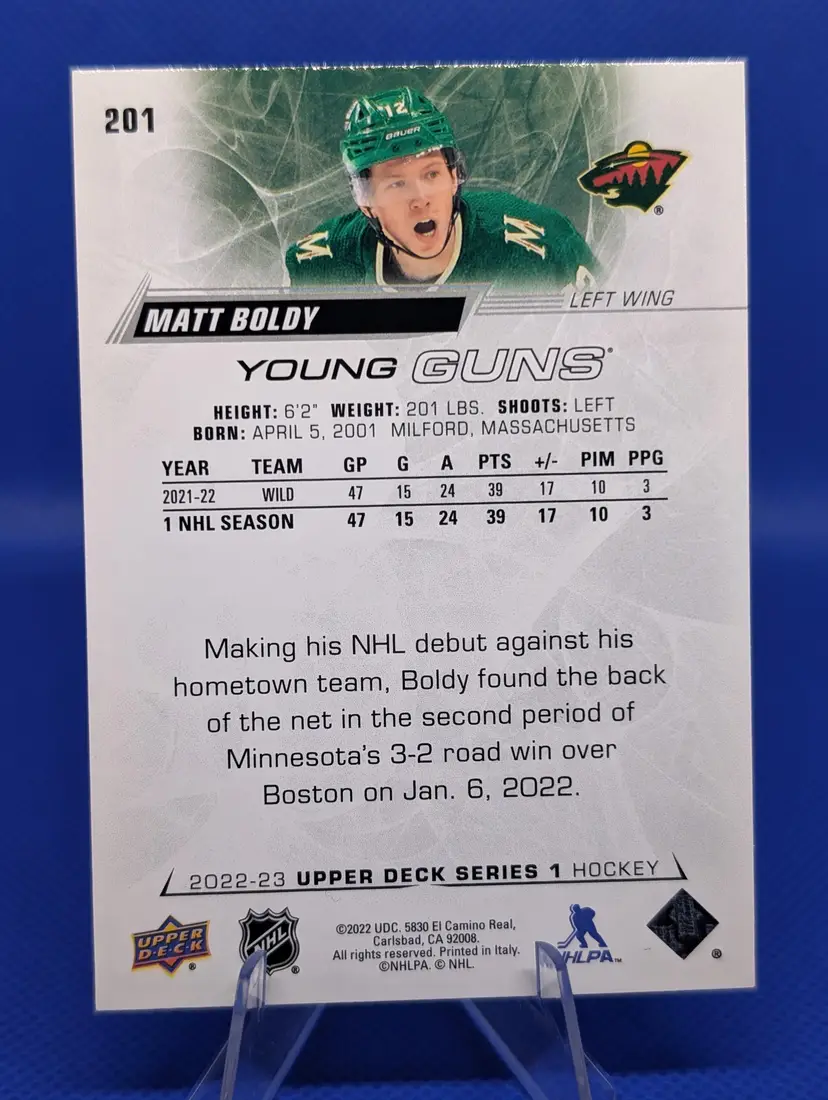 201
12
BAUER
M M
LEFT WING
MATT BOLDY
YOUNG GUNS®
HEIGHT: 6'2" WEIGHT: 201 LBS. SHOOTS: LEFT
BORN: APRIL 5, 2001 MILFORD, MASSACHUSETTS
YEAR TEAM GP G A PTS +/- PIM PPG
2021-22 WILD 47 15 24 39 17 10 3
1 NHL SEASON 47 15 24 39 17 10 3
Making his NHL debut against his
hometown team, Boldy found the back
of the net in the second period of
Minnesota's 3-2 road win over
Boston on Jan. 6, 2022.
2022-23 UPPER DECK SERIES 1 HOCKEY
UPPER
D·E·C·K
®
NHL
®
©2022 UDC. 5830 El Camino Real,
Carlsbad, CA 92008.
All rights reserved. Printed in Italy.
©NHLPA. © NHL.
NHLPA™
®